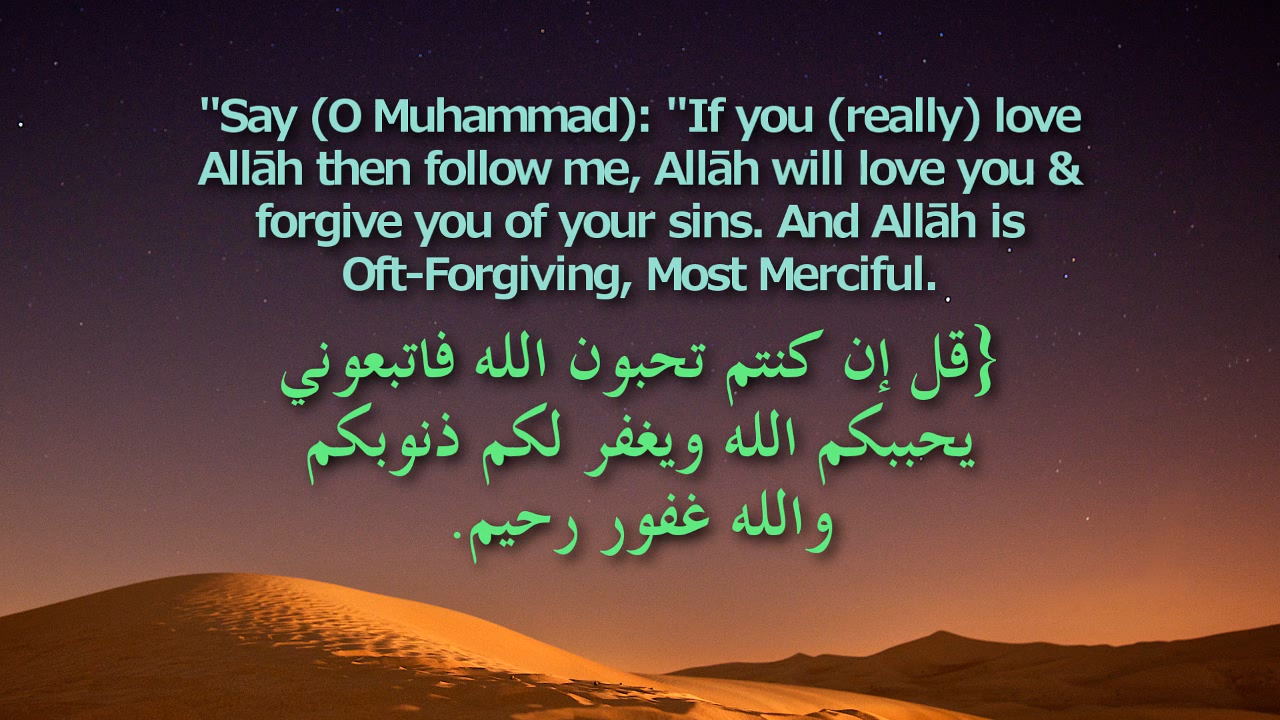 "Say (O Muhammad): "If you (really) love
Allāh then follow me, Allāh will love you &
forgive you of your sins. And Allāh is
Oft-Forgiving, Most Merciful.
{قل إن كنتم تحبون الله فاتبعوني
يحببكم الله ويغفر لكم ذنوبكم
والله غفور رحيم.